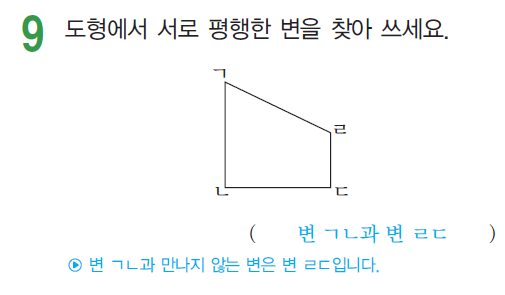 9 도형에서 서로 평행한 변을 찾아 쓰세요.
ㄱ
ㄹ
ㄴ ㄷ
( 변 ㄱㄴ과 변 ㄹㄷ )
변 ㄱㄴ과 만나지 않는 변은 변 ㄹㄷ입니다.